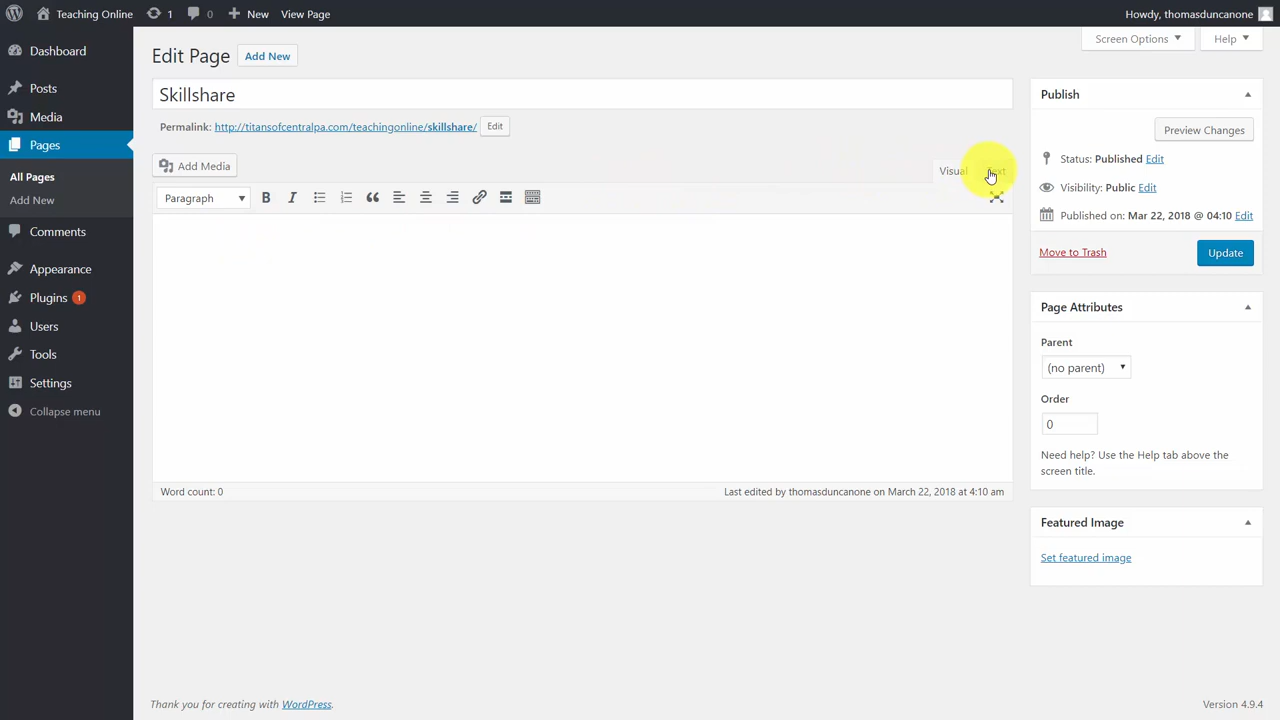 Teaching Online 1 0 New View Page Howdy, thomasduncanone
Screen Options Help
Dashboard
Posts
Media
Pages
All Pages
Add New
Comments
Appearance
Plugins 1
Users
Tools
Settings
Collapse menu
Edit Page Add New
Skillshare
Permalink: http://titansofcentralpa.com/teachingonline/skillshare/ Edit
Add Media
Visual Text
Paragraph B I
Word count: 0 Last edited by thomasduncanone on March 22, 2018 at 4:10 am
Publish
Preview Changes
Status: Published Edit
Visibility: Public Edit
Published on: Mar 22, 2018 @ 04:10 Edit
Move to Trash Update
Page Attributes
Parent
(no parent)
Order
0
Need help? Use the Help tab above the
screen title.
Featured Image
Set featured image
Thank you for creating with WordPress. Version 4.9.4